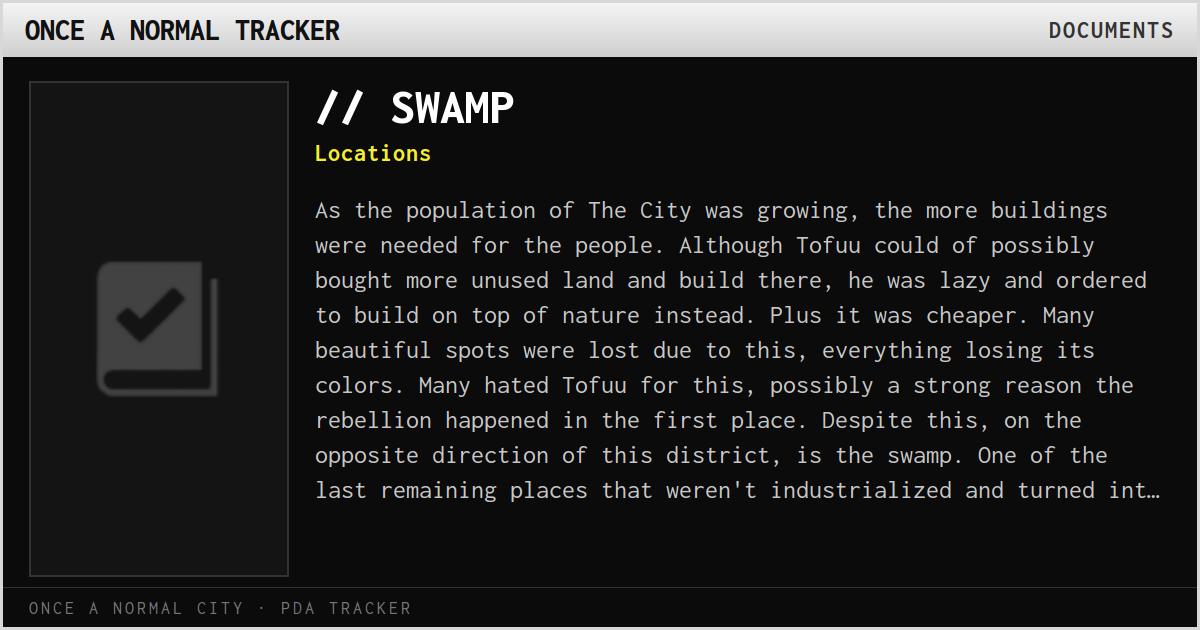 ONCE A NORMAL TRACKER
DOCUMENTS
// SWAMP
Locations
As the population of The City was growing, the more buildings
were needed for the people. Although Tofuu could of possibly
bought more unused land and build there, he was lazy and ordered
to build on top of nature instead. Plus it was cheaper. Many
beautiful spots were lost due to this, everything losing its
colors. Many hated Tofuu for this, possibly a strong reason the
rebellion happened in the first place. Despite this, on the
opposite direction of this district, is the swamp. One of the
last remaining places that weren't industrialized and turned int…
ONCE A NORMAL CITY · PDA TRACKER